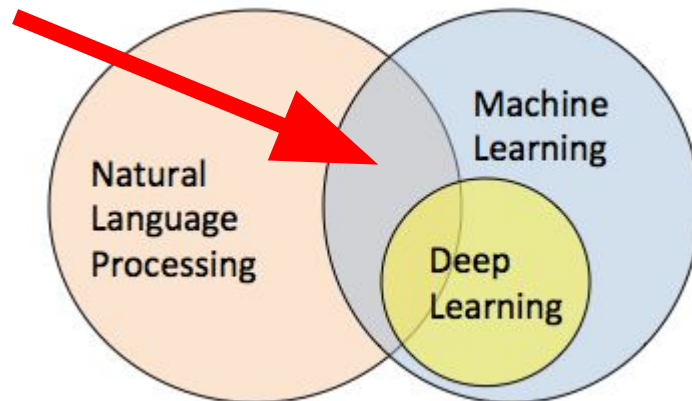 Natural
Language
Processing
Machine
Learning
Deep
Learning